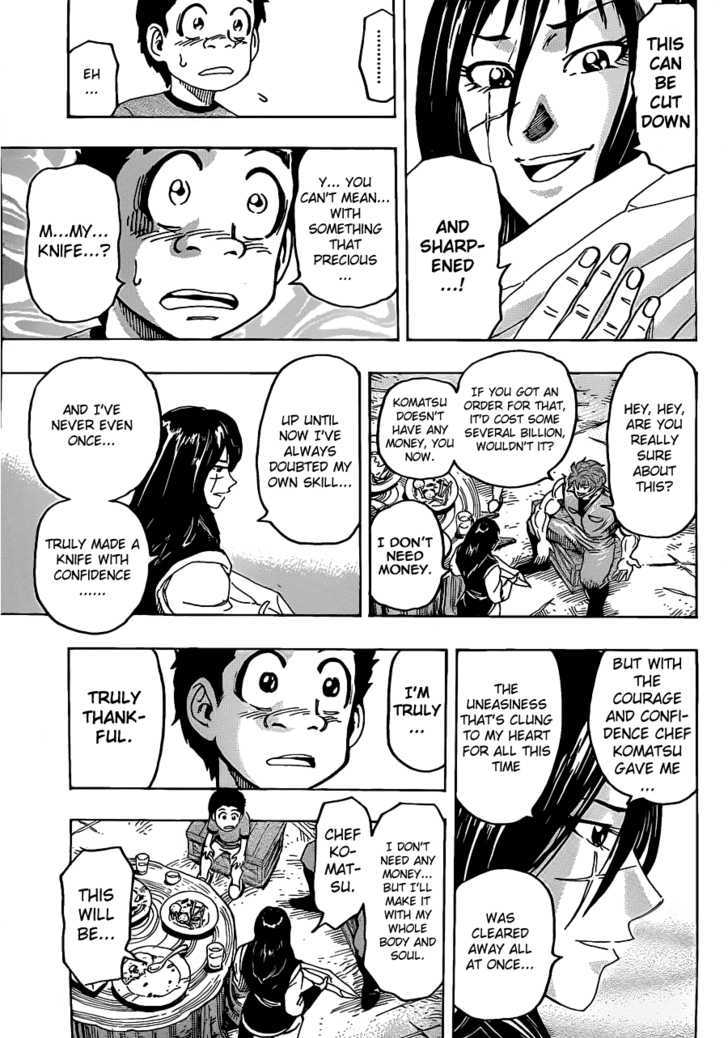 THIS
CAN
BE
CUT
DOWN
AND
SHARP-
ENED
...!
.........
EH
...
Y... YOU
CAN'T MEAN...
WITH
SOMETHING
THAT
PRECIOUS
...
M...MY...
KNIFE...?
HEY, HEY,
ARE YOU
REALLY
SURE
ABOUT
THIS?
IF YOU GOT AN
ORDER FOR THAT,
IT'D COST SOME
SEVERAL BILLION,
WOULDN'T IT?
KOMATSU
DOESN'T
HAVE ANY
MONEY, YOU
NOW.
I DON'T
NEED
MONEY.
UP UNTIL
NOW I'VE
ALWAYS
DOUBTED MY
OWN SKILL...
AND I'VE
NEVER EVEN
ONCE...
TRULY MADE A
KNIFE WITH
CONFIDENCE
......
BUT WITH
THE
COURAGE
AND CONFI-
DENCE CHEF
KOMATSU
GAVE ME
...
THE
UNEASINESS
THAT'S CLUNG TO
MY HEART
FOR ALL THIS
TIME
WAS
CLEARED
AWAY ALL
AT ONCE...
I'M
TRULY
...
TRULY
THANK-
FUL.
I DON'T
NEED ANY
MONEY...
BUT I'LL
MAKE IT
WITH MY
WHOLE
BODY AND
SOUL.
CHEF
KO-
MAT-
SU.
THIS
WILL
BE...